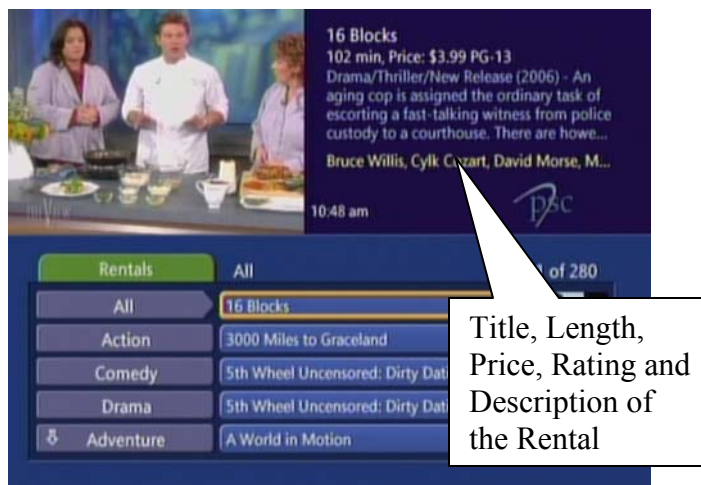 16 Blocks
102 min, Price: $3.99 PG-13
Drama/Thriller/New Release (2006) - An
aging cop is assigned the ordinary task of
escorting a fast-talking witness from police
custody to a courthouse. There are howe...
Bruce Willis, Cylk Cozart, David Morse, M...
10:48 am
psc
Rentals
All
of 280
All
16 Blocks
Action
3000 Miles to Graceland
Comedy
5th Wheel Uncensored: Dirty Dati
Drama
5th Wheel Uncensored: Dirty Dati
Adventure
A World in Motion
Title, Length,
Price, Rating and
Description of
the Rental